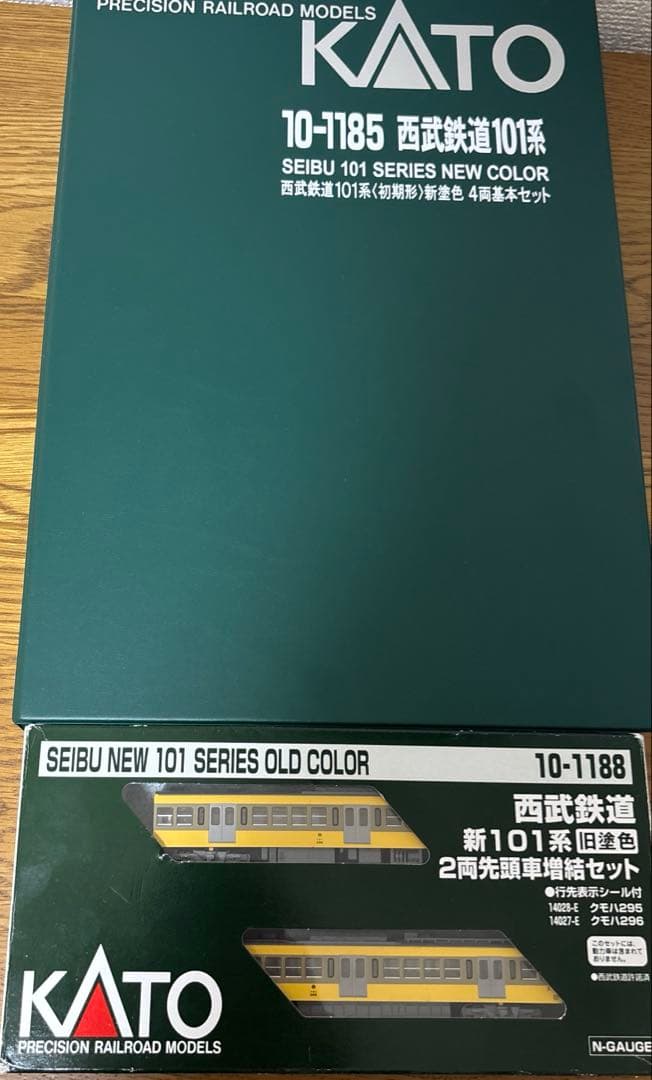 PRECISION RAILROAD MODELS
KATO
10-1185 西武鉄道101系
SEIBU 101 SERIES NEW COLOR
西武鉄道101系〈初期形〉新塗色 4両基本セット
SEIBU NEW 101 SERIES OLD COLOR 10-1188
西武鉄道
新101系 旧塗色
2両先頭車増結セット
●行先表示シール付
14028-E クモハ295
14027-E クモハ296
このセットには、
動力車は含まれて
おりません。
●西武鉄道許諾済
KATO
PRECISION RAILROAD MODELS
N-GAUGE